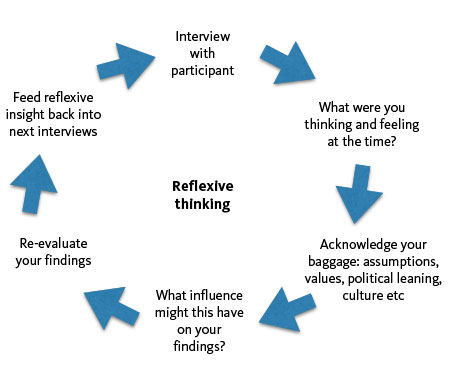 Interview
with
participant
What were you
thinking and feeling
at the time?
Acknowledge your
baggage: assumptions,
values, political leaning,
culture etc
What influence
might this have
on your
findings?
Re-evaluate
your findings
Feed reflexive
insight back into
next interviews
Reflexive
thinking